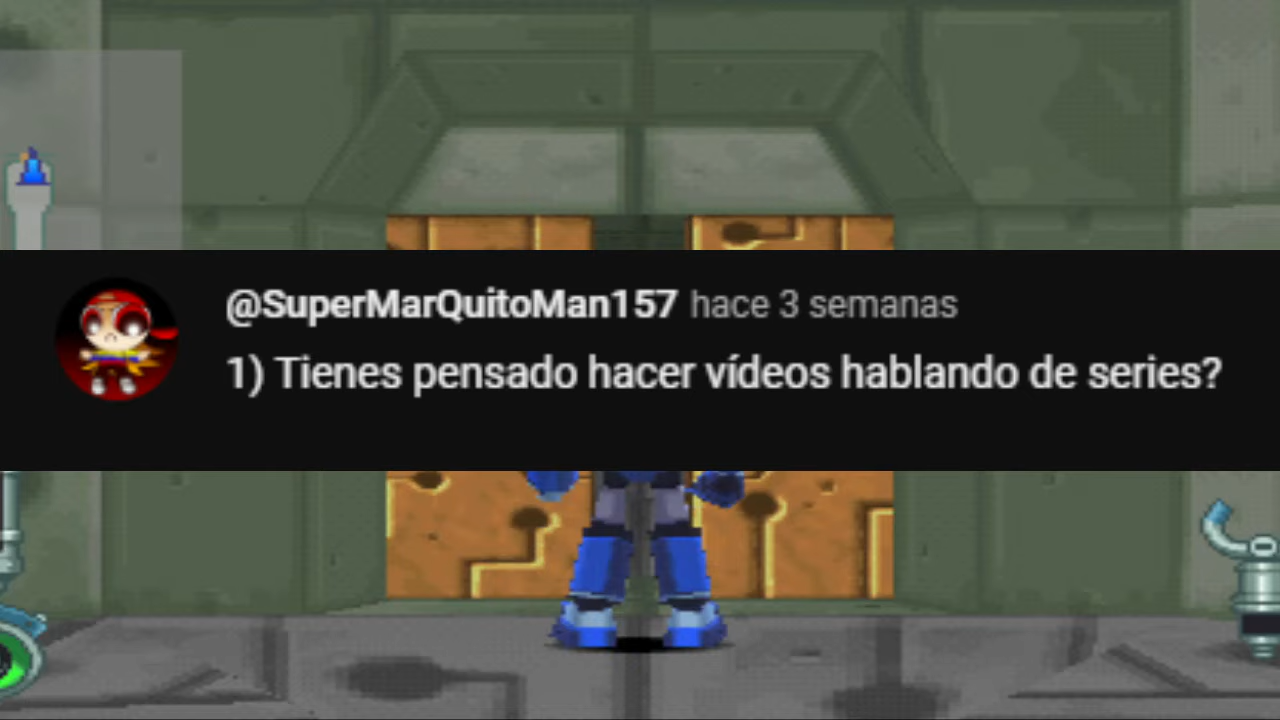 @SuperMarQuitoMan157 hace 3 semanas
1) Tienes pensado hacer vídeos hablando de series?